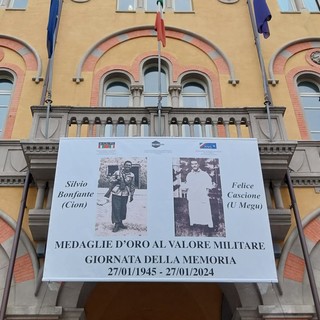 Silvio
Bonfante
(Cion)
Felice
Cascione
(U Megu)
MEDAGLIE D'ORO AL VALORE MILITARE
GIORNATA DELLA MEMORIA
27/01/1945 - 27/01/2024